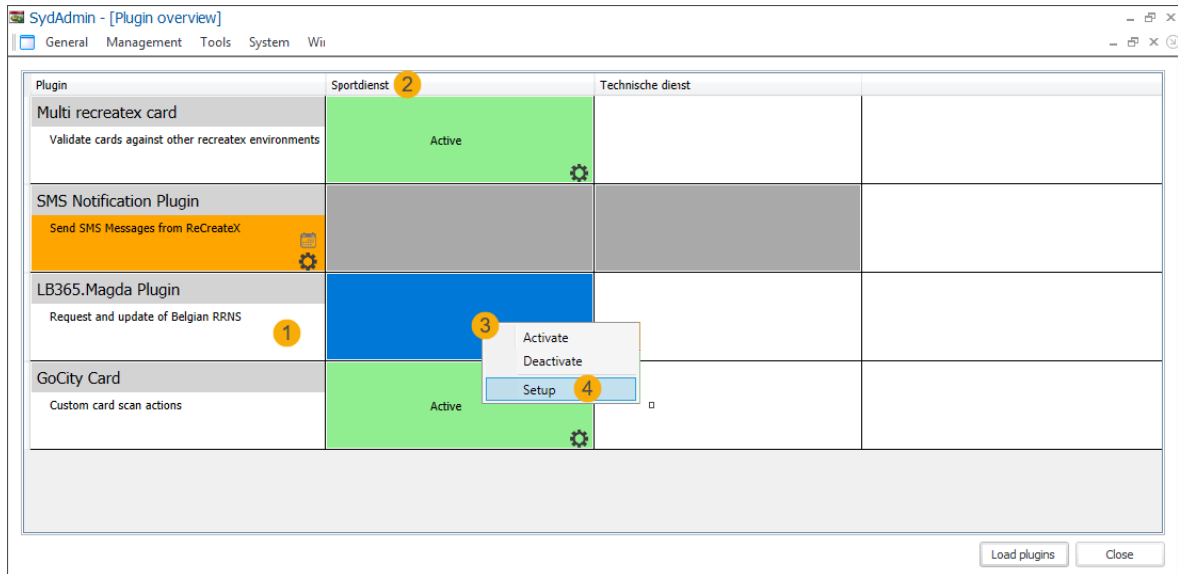 SydAdmin - [Plugin overview]
General Management Tools System Wi
Plugin Sportdienst 2 Technische dienst
Multi recreatex card
Validate cards against other recreatex environments
Active
SMS Notification Plugin
Send SMS Messages from ReCreateX
LB365.Magda Plugin
Request and update of Belgian RRNS
1
3
Activate
Deactivate
Setup 4
GoCity Card
Custom card scan actions
Active
Load plugins Close